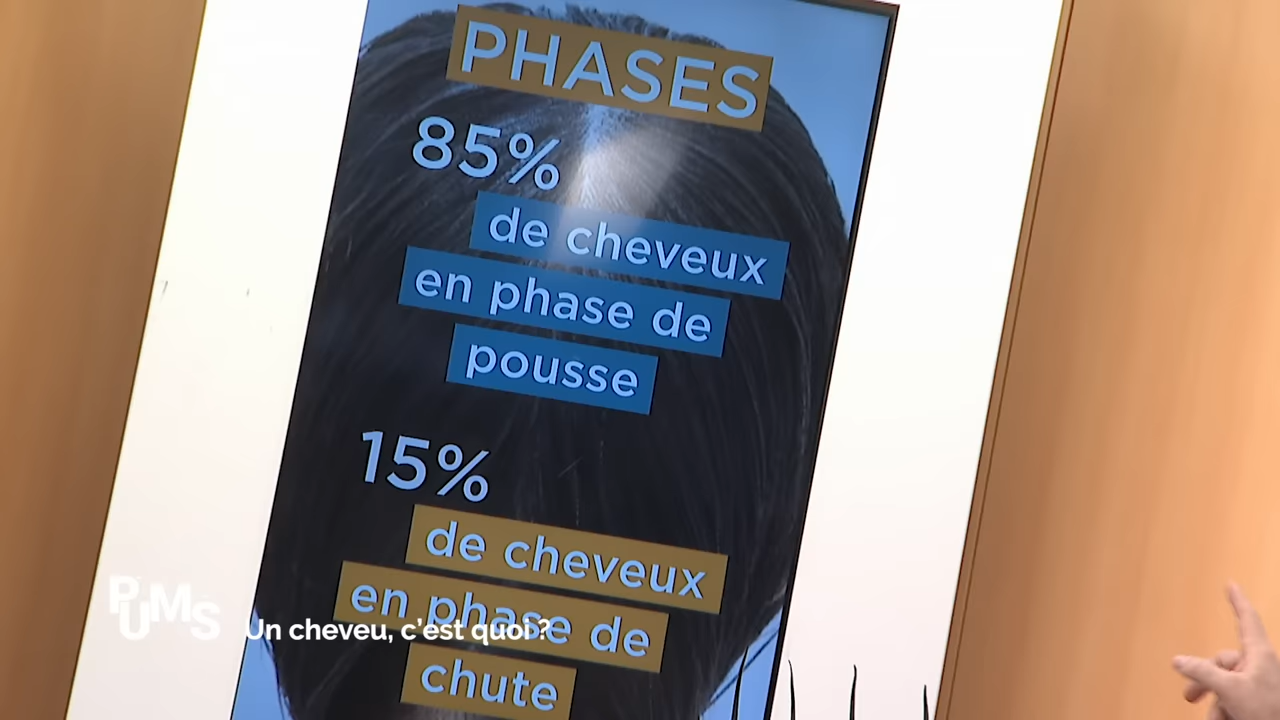 PHASES
85%
de cheveux
en phase de
pousse
15%
de cheveux
en phase de
chute
PUMS
Un cheveu, c'est quoi ?